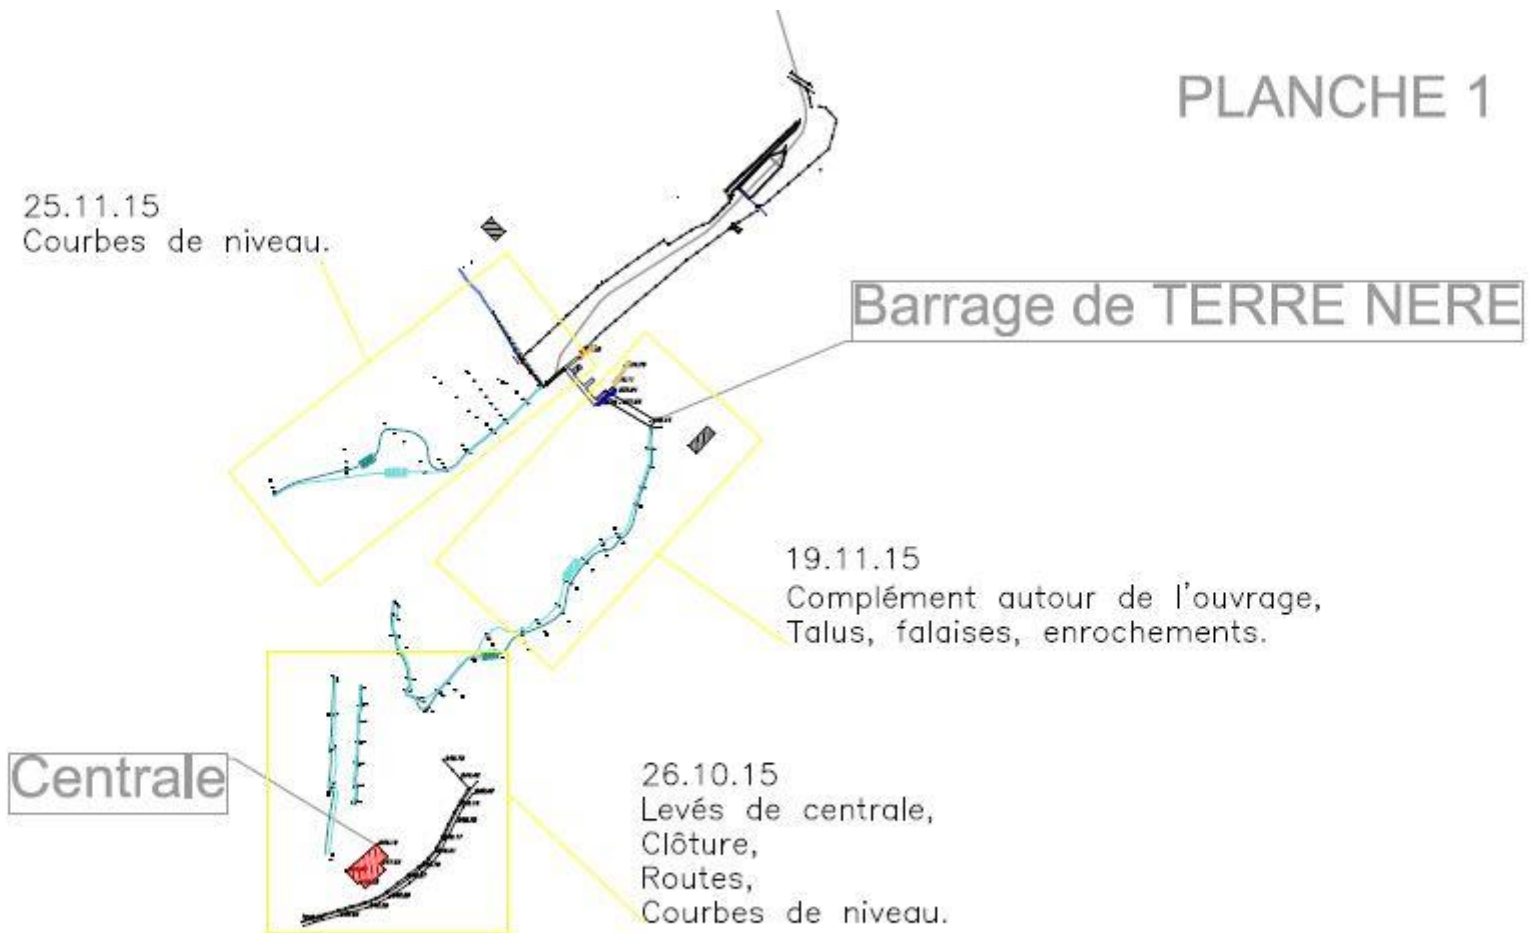 PLANCHE 1
25.11.15
Courbes de niveau.
Barrage de TERRE NERE
19.11.15
Complément autour de l'ouvrage,
Talus, falaises, enrochements.
Centrale
26.10.15
Levés de centrale,
Clôture,
Routes,
Courbes de niveau.